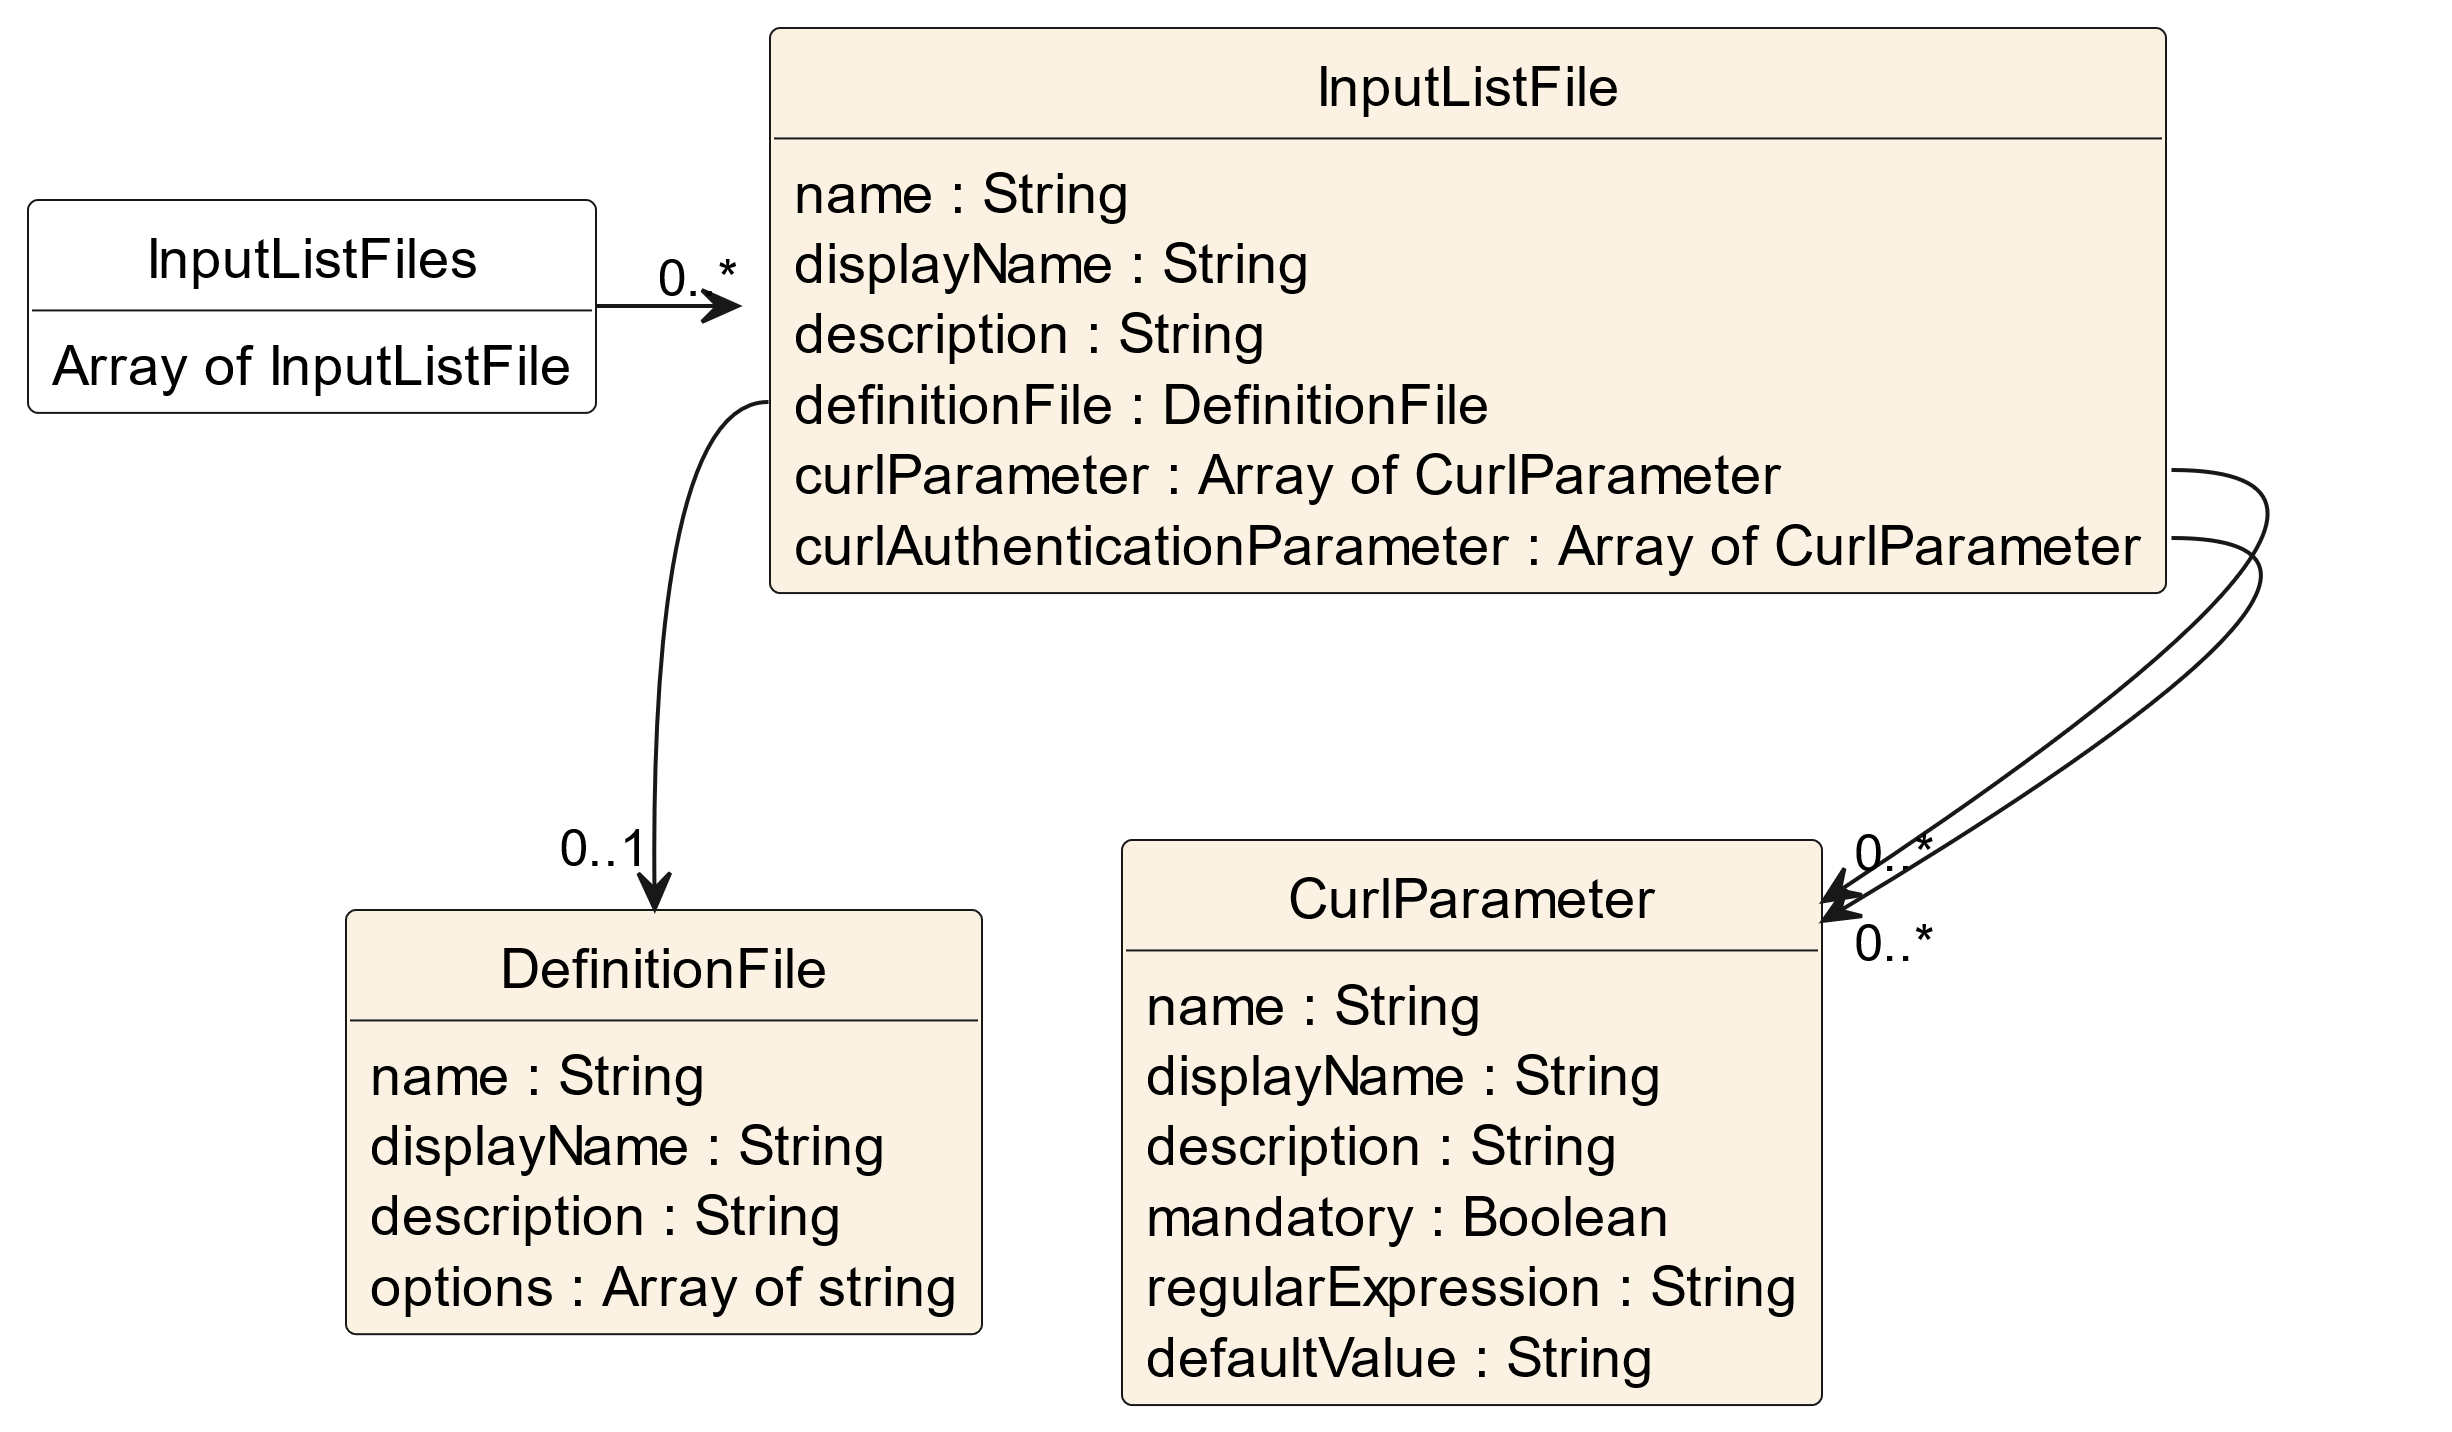 InputListFiles
Array of InputListFile
0..*
InputListFile
name : String
displayName : String
description : String
definitionFile : DefinitionFile
curlParameter : Array of CurlParameter
curlAuthenticationParameter : Array of CurlParameter
0..1
DefinitionFile
name : String
displayName : String
description : String
options : Array of string
0..*
0..*
CurlParameter
name : String
displayName : String
description : String
mandatory : Boolean
regularExpression : String
defaultValue : String